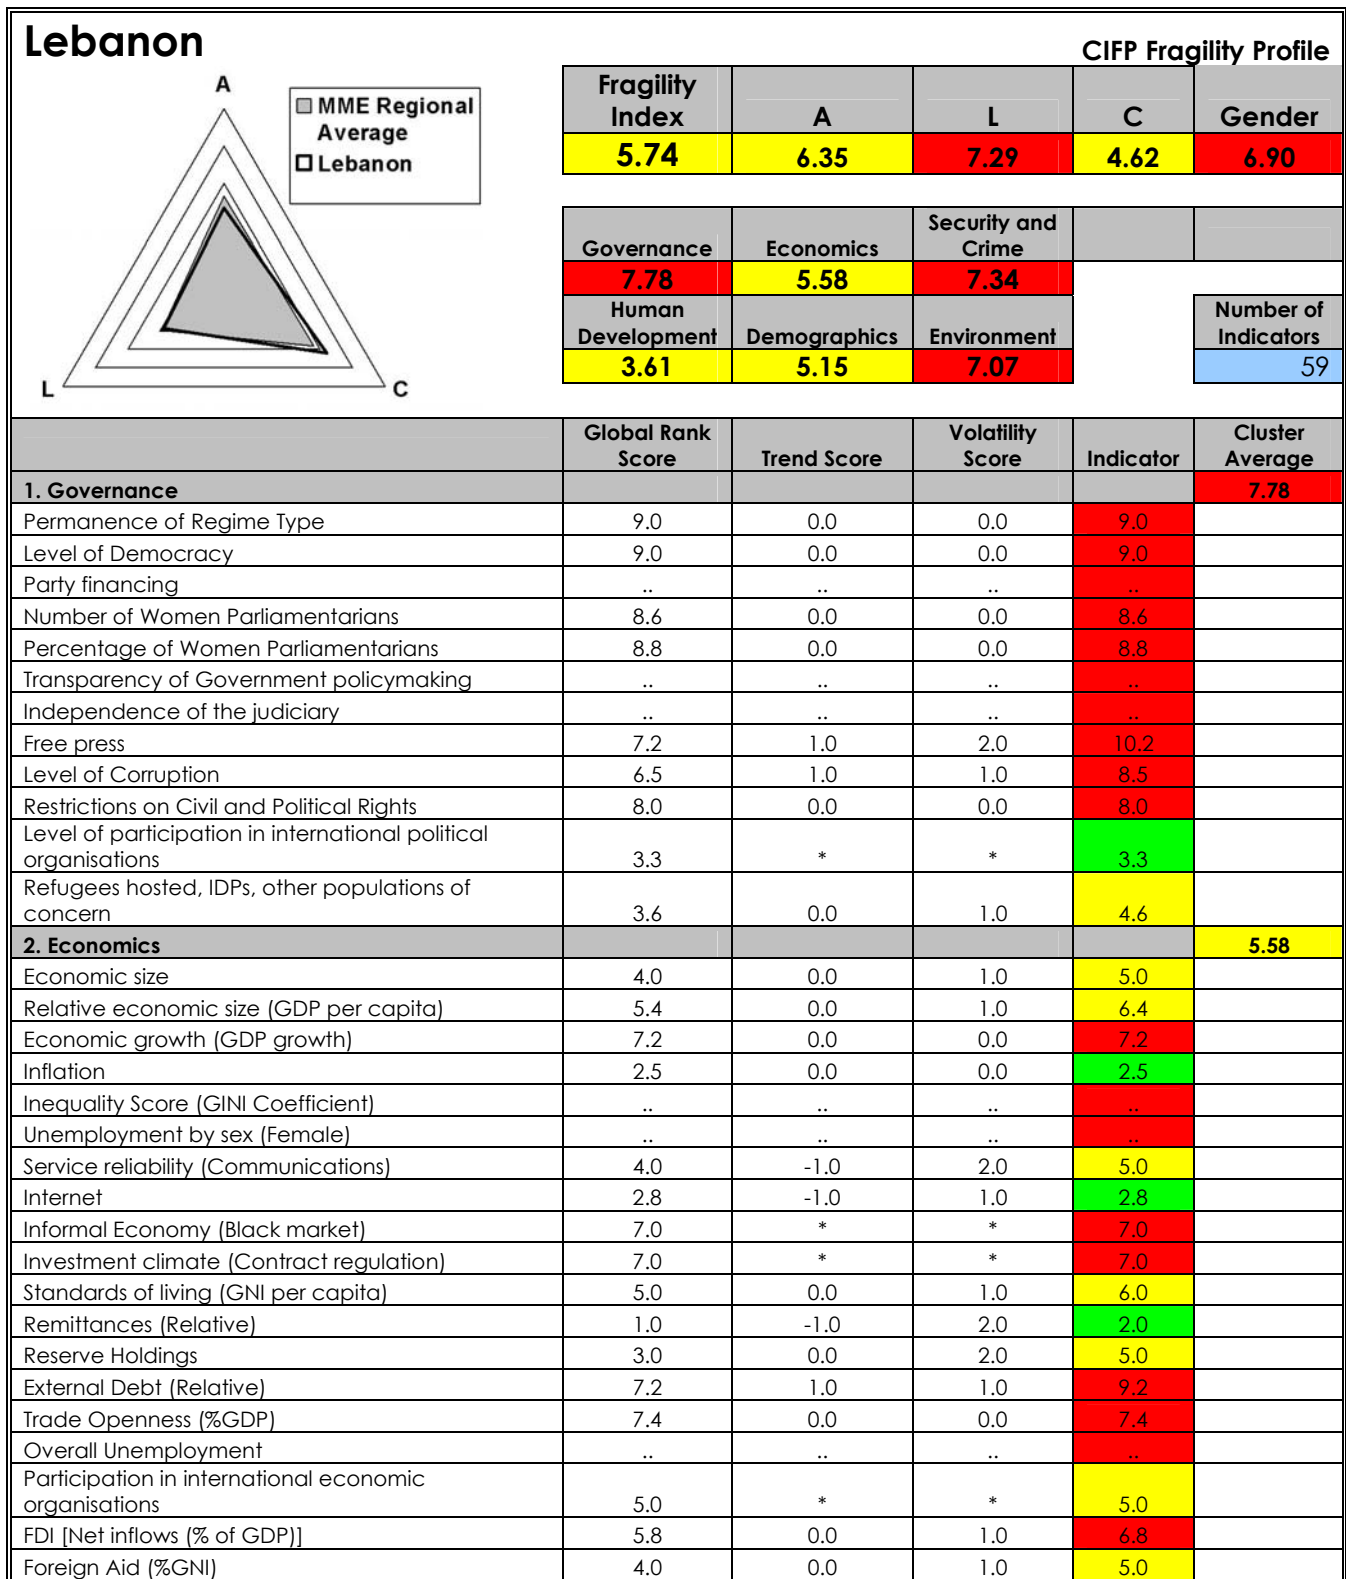 Lebanon
CIFP Fragility Profile
A
MME Regional
Average
Lebanon
L
C
Fragility
Index A L C Gender
5.74 6.35 7.29 4.62 6.90
Security and
Governance Economics Crime
7.78 5.58 7.34
Human Number of
Development Demographics Environment Indicators
3.61 5.15 7.07 59
Global Rank Volatility Cluster
Score Trend Score Score Indicator Average
1. Governance 7.78
Permanence of Regime Type 9.0 0.0 0.0 9.0
Level of Democracy 9.0 0.0 0.0 9.0
Party financing .. .. .. ..
Number of Women Parliamentarians 8.6 0.0 0.0 8.6
Percentage of Women Parliamentarians 8.8 0.0 0.0 8.8
Transparency of Government policymaking .. .. .. ..
Independence of the judiciary .. .. .. ..
Free press 7.2 1.0 2.0 10.2
Level of Corruption 6.5 1.0 1.0 8.5
Restrictions on Civil and Political Rights 8.0 0.0 0.0 8.0
Level of participation in international political
organisations 3.3 * * 3.3
Refugees hosted, IDPs, other populations of
concern 3.6 0.0 1.0 4.6
2. Economics 5.58
Economic size 4.0 0.0 1.0 5.0
Relative economic size (GDP per capita) 5.4 0.0 1.0 6.4
Economic growth (GDP growth) 7.2 0.0 0.0 7.2
Inflation 2.5 0.0 0.0 2.5
Inequality Score (GINI Coefficient) .. .. .. ..
Unemployment by sex (Female) .. .. .. ..
Service reliability (Communications) 4.0 -1.0 2.0 5.0
Internet 2.8 -1.0 1.0 2.8
Informal Economy (Black market) 7.0 * * 7.0
Investment climate (Contract regulation) 7.0 * * 7.0
Standards of living (GNI per capita) 5.0 0.0 1.0 6.0
Remittances (Relative) 1.0 -1.0 2.0 2.0
Reserve Holdings 3.0 0.0 2.0 5.0
External Debt (Relative) 7.2 1.0 1.0 9.2
Trade Openness (%GDP) 7.4 0.0 0.0 7.4
Overall Unemployment .. .. .. ..
Participation in international economic
organisations 5.0 * * 5.0
FDI [Net inflows (% of GDP)] 5.8 0.0 1.0 6.8
Foreign Aid (%GNI) 4.0 0.0 1.0 5.0